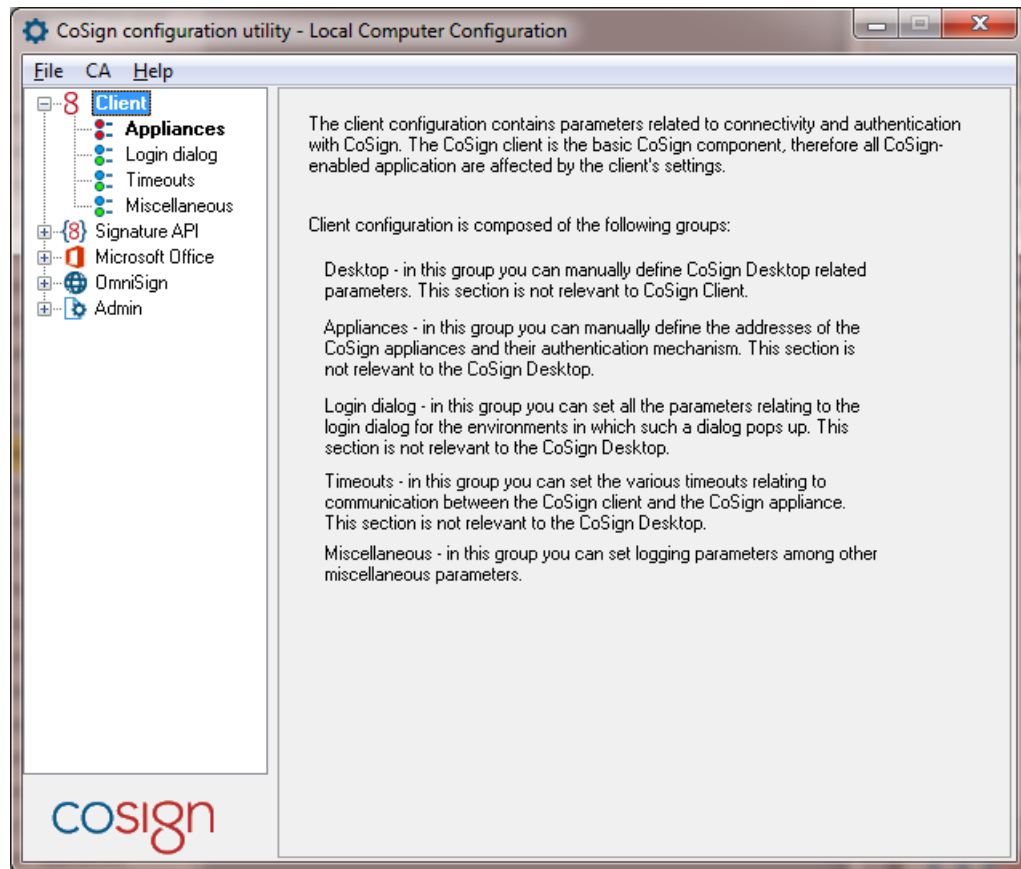 CoSign configuration utility - Local Computer Configuration
File CA Help
Client
Appliances
Login dialog
Timeouts
Miscellaneous
{8} Signature API
Microsoft Office
OmniSign
Admin
The client configuration contains parameters related to connectivity and authentication
with CoSign. The CoSign client is the basic CoSign component, therefore all CoSign-
enabled application are affected by the client's settings.
Client configuration is composed of the following groups:
Desktop - in this group you can manually define CoSign Desktop related
parameters. This section is not relevant to CoSign Client.
Appliances - in this group you can manually define the addresses of the
CoSign appliances and their authentication mechanism. This section is
not relevant to the CoSign Desktop.
Login dialog - in this group you can set all the parameters relating to the
login dialog for the environments in which such a dialog pops up. This
section is not relevant to the CoSign Desktop.
Timeouts - in this group you can set the various timeouts relating to
communication between the CoSign client and the CoSign appliance.
This section is not relevant to the CoSign Desktop.
Miscellaneous - in this group you can set logging parameters among other
miscellaneous parameters.
cosign